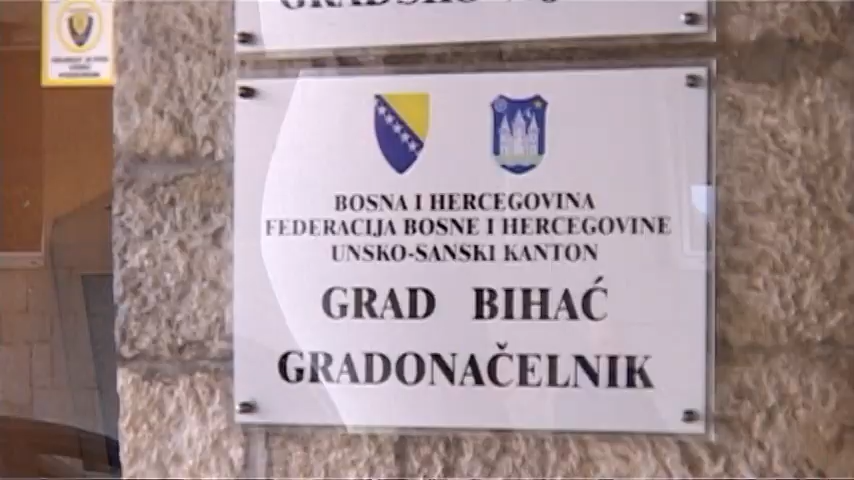 BOSNA I HERCEGOVINA
FEDERACIJA BOSNE I HERCEGOVINE
UNSKO-SANSKI KANTON
GRAD BIHAĆ
GRADONAČELNIK